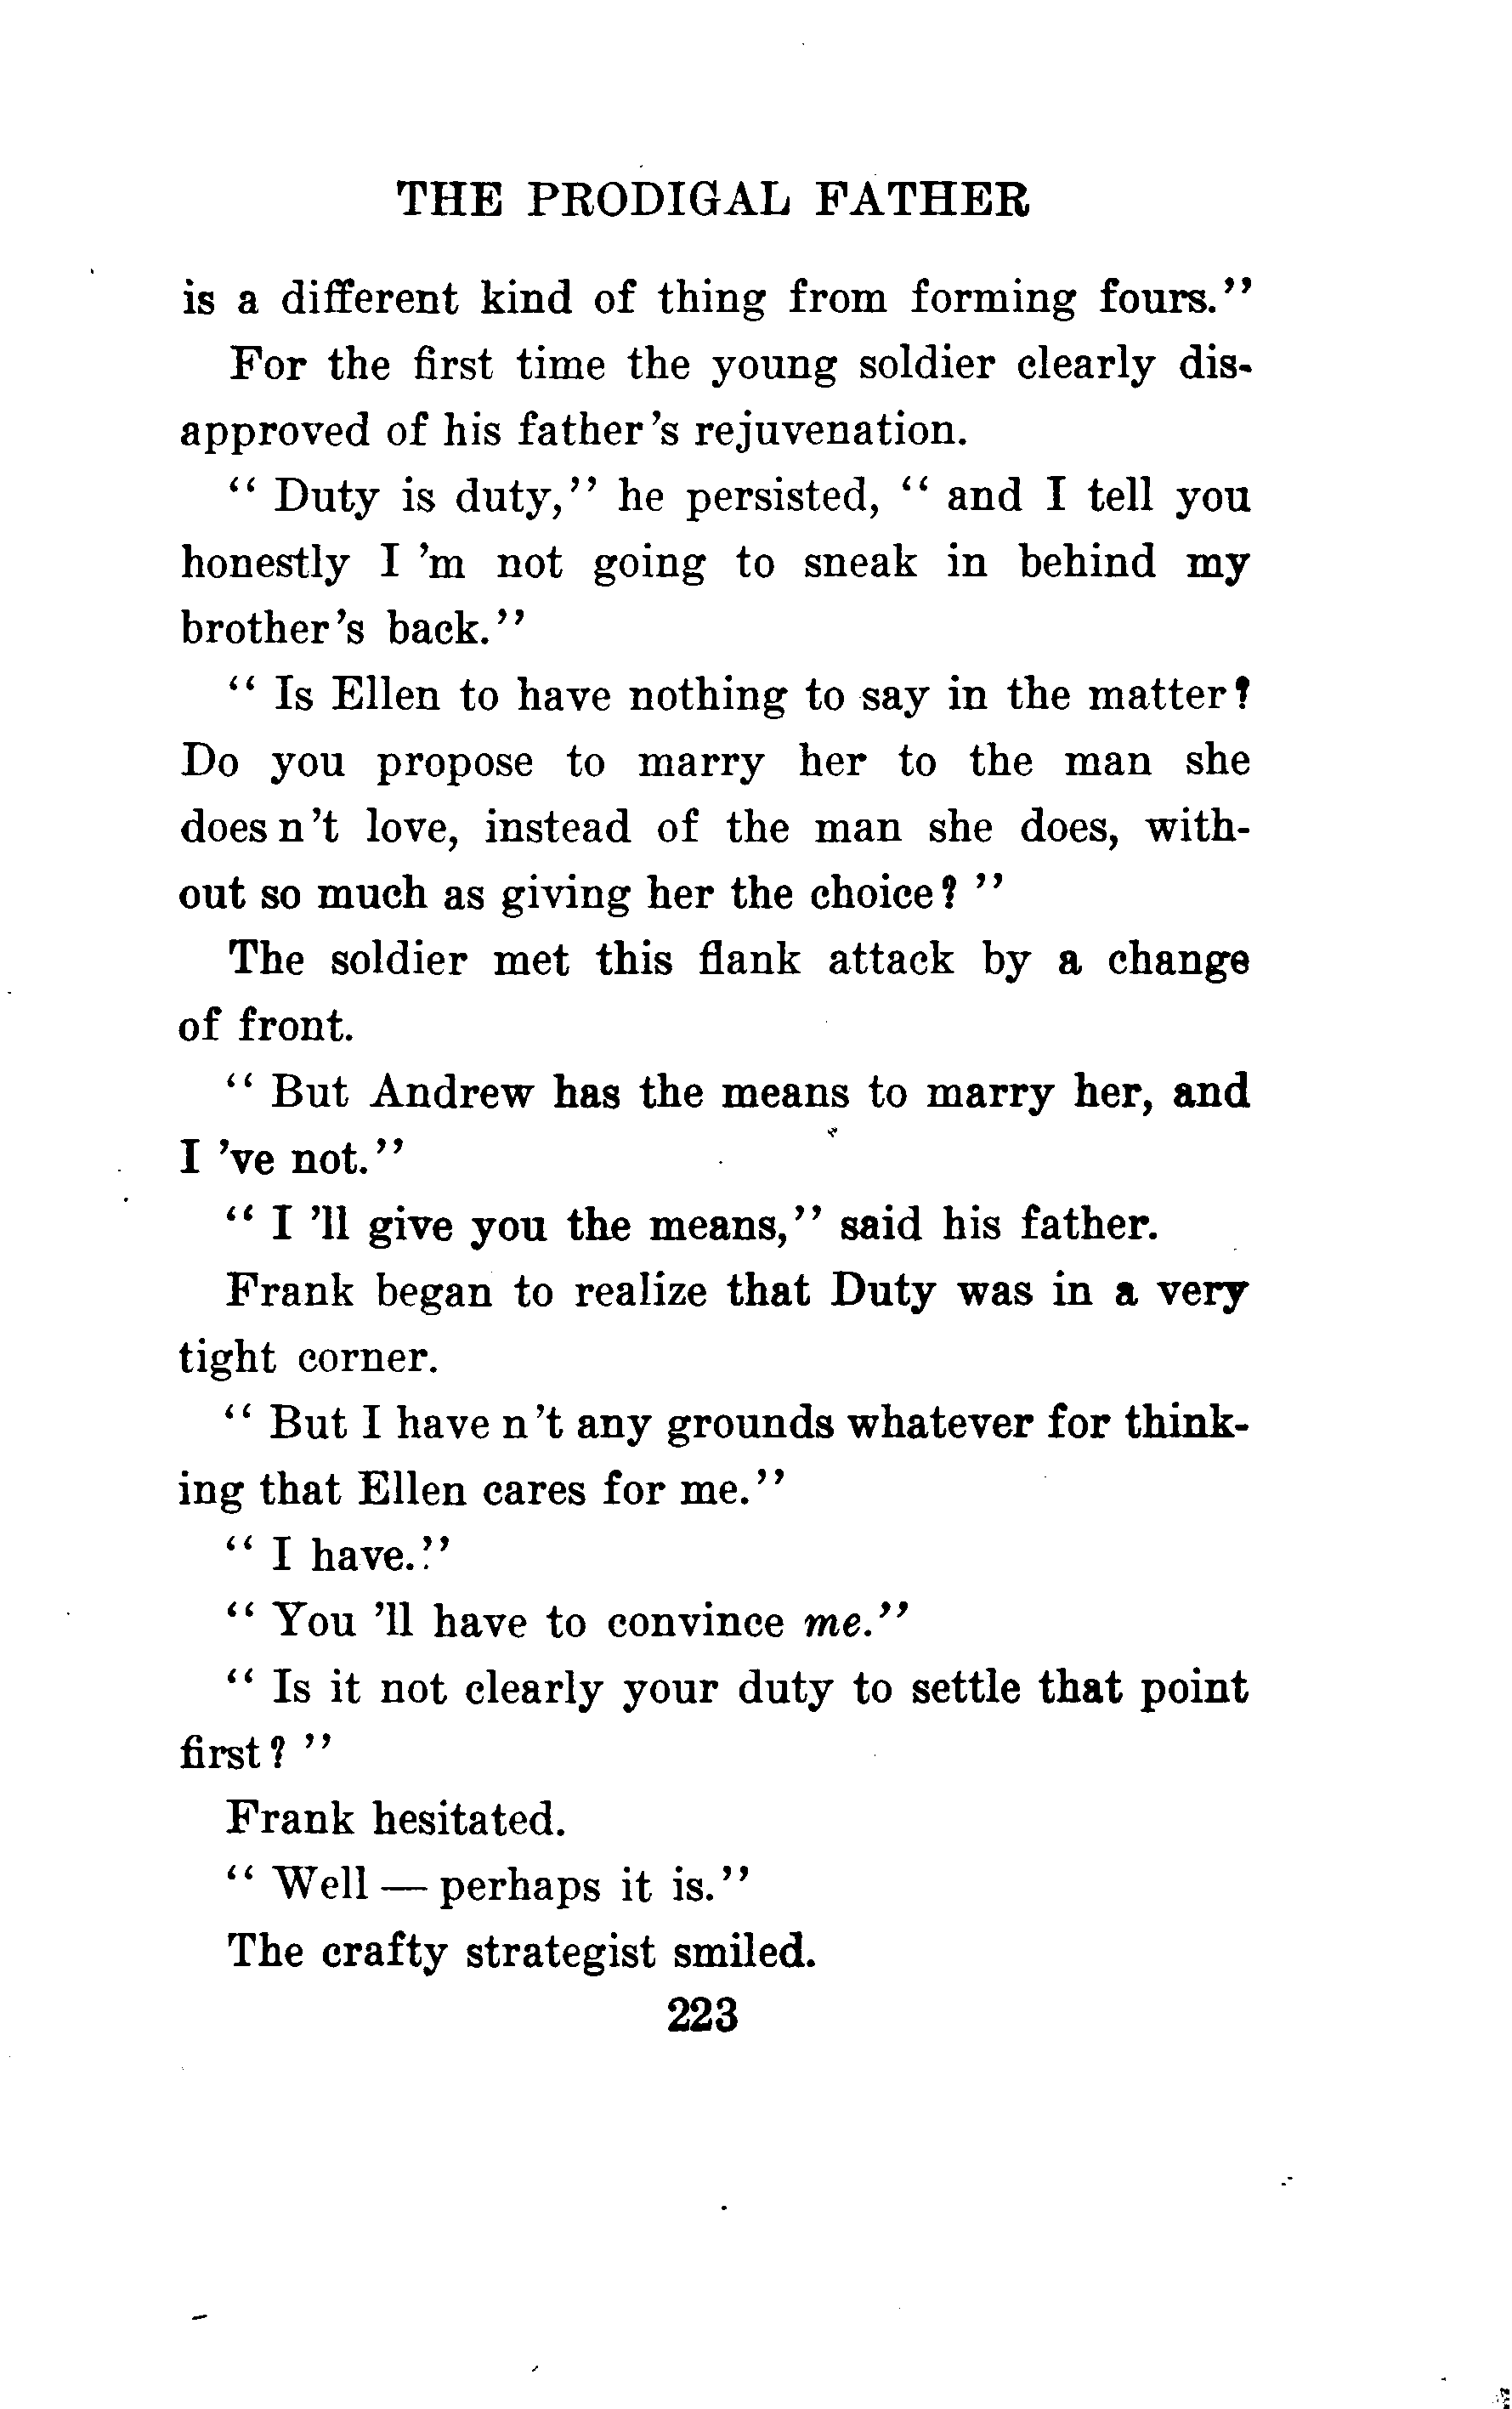 THE PRODIGAL FATHER
is a different kind of thing from forming fours.''
For the first time the young soldier clearly dis-
approved of his father's rejuvenation.
“ Duty is duty,'' he persisted, “ and I tell you
honestly I 'm not going to sneak in behind my
brother's back.''
“ Is Ellen to have nothing to say in the matter?
Do you propose to marry her to the man she
does n't love, instead of the man she does, with-
out so much as giving her the choice? ''
The soldier met this flank attack by a change
of front.
“ But Andrew has the means to marry her, and
I 've not.''
“ I 'll give you the means,'' said his father.
Frank began to realize that Duty was in a very
tight corner.
“ But I have n't any grounds whatever for think-
ing that Ellen cares for me.''
“ I have.''
“ You 'll have to convince me.''
“ Is it not clearly your duty to settle that point
first? ''
Frank hesitated.
“ Well — perhaps it is.''
The crafty strategist smiled.
223